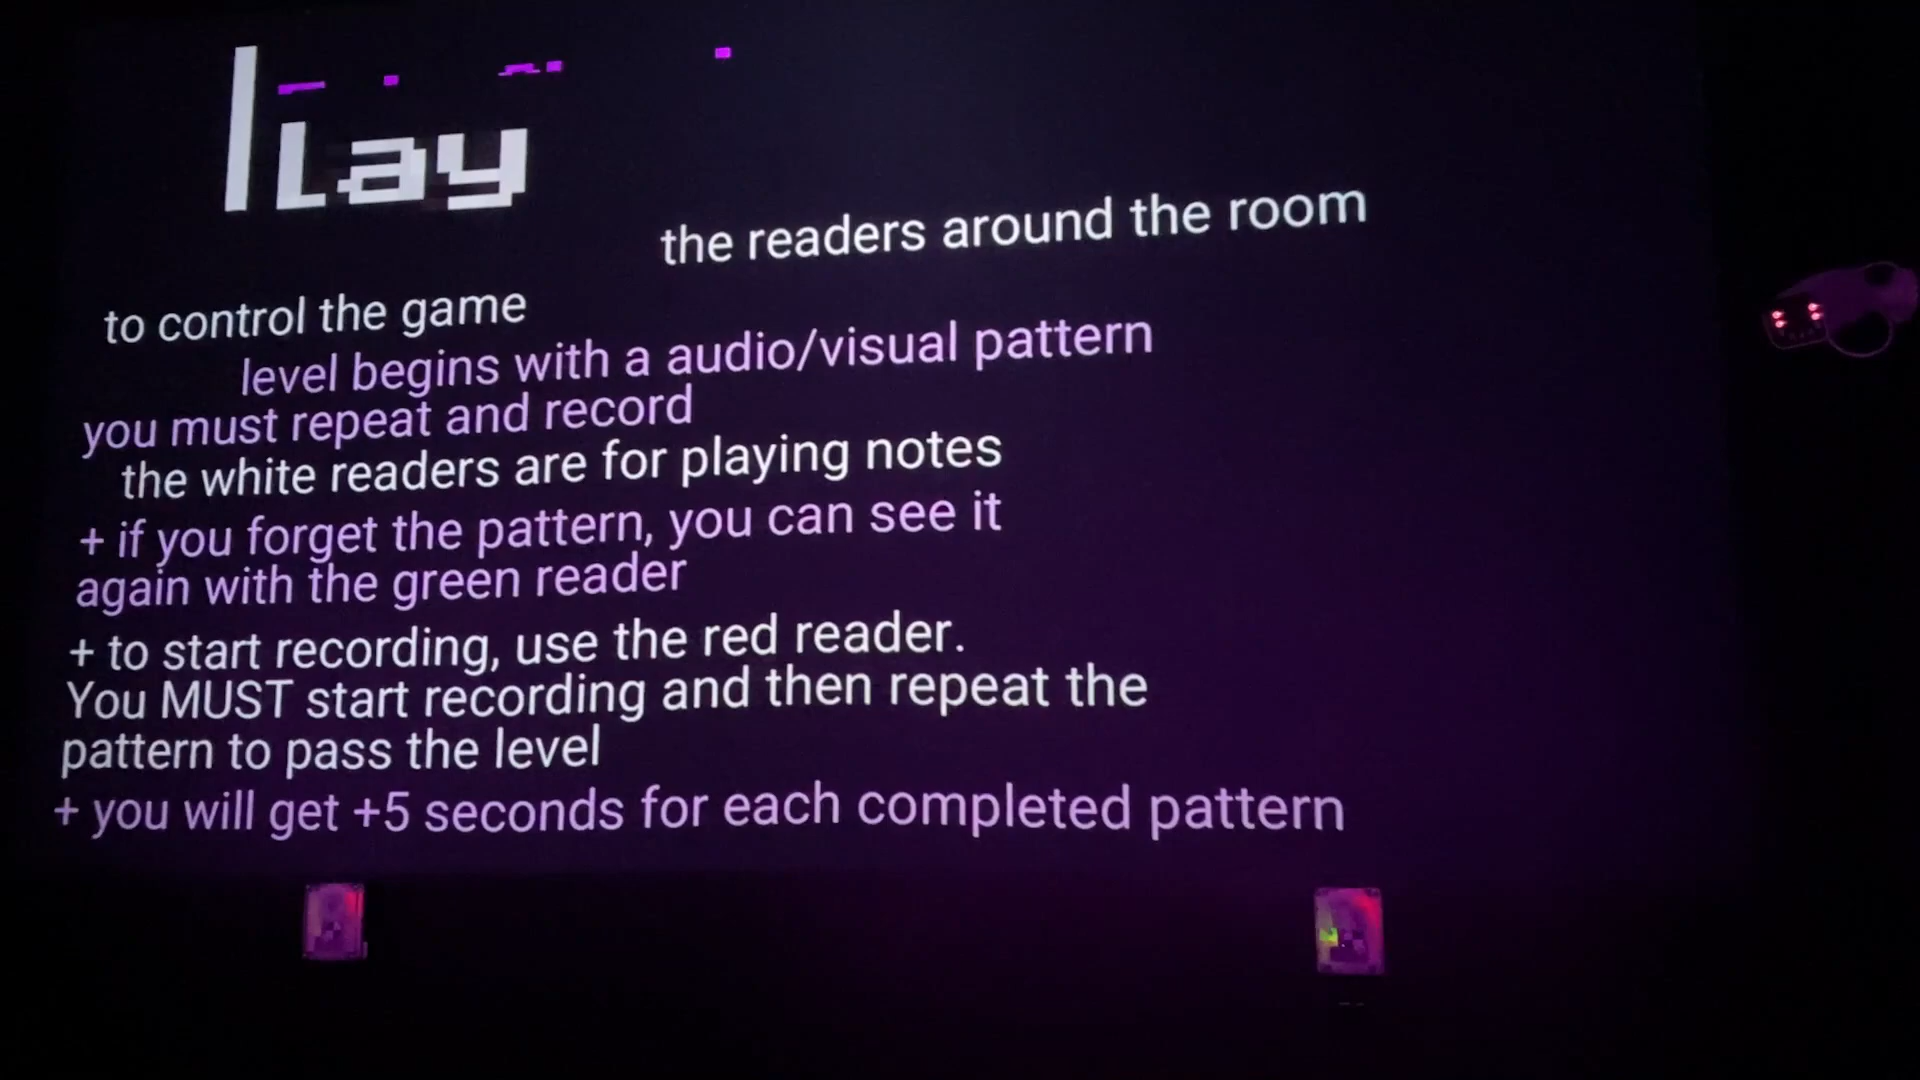 lay
the readers around the room
to control the game
level begins with a audio/visual pattern
you must repeat and record
the white readers are for playing notes
+ if you forget the pattern, you can see it
again with the green reader
+ to start recording, use the red reader.
You MUST start recording and then repeat the
pattern to pass the level
+ you will get +5 seconds for each completed pattern